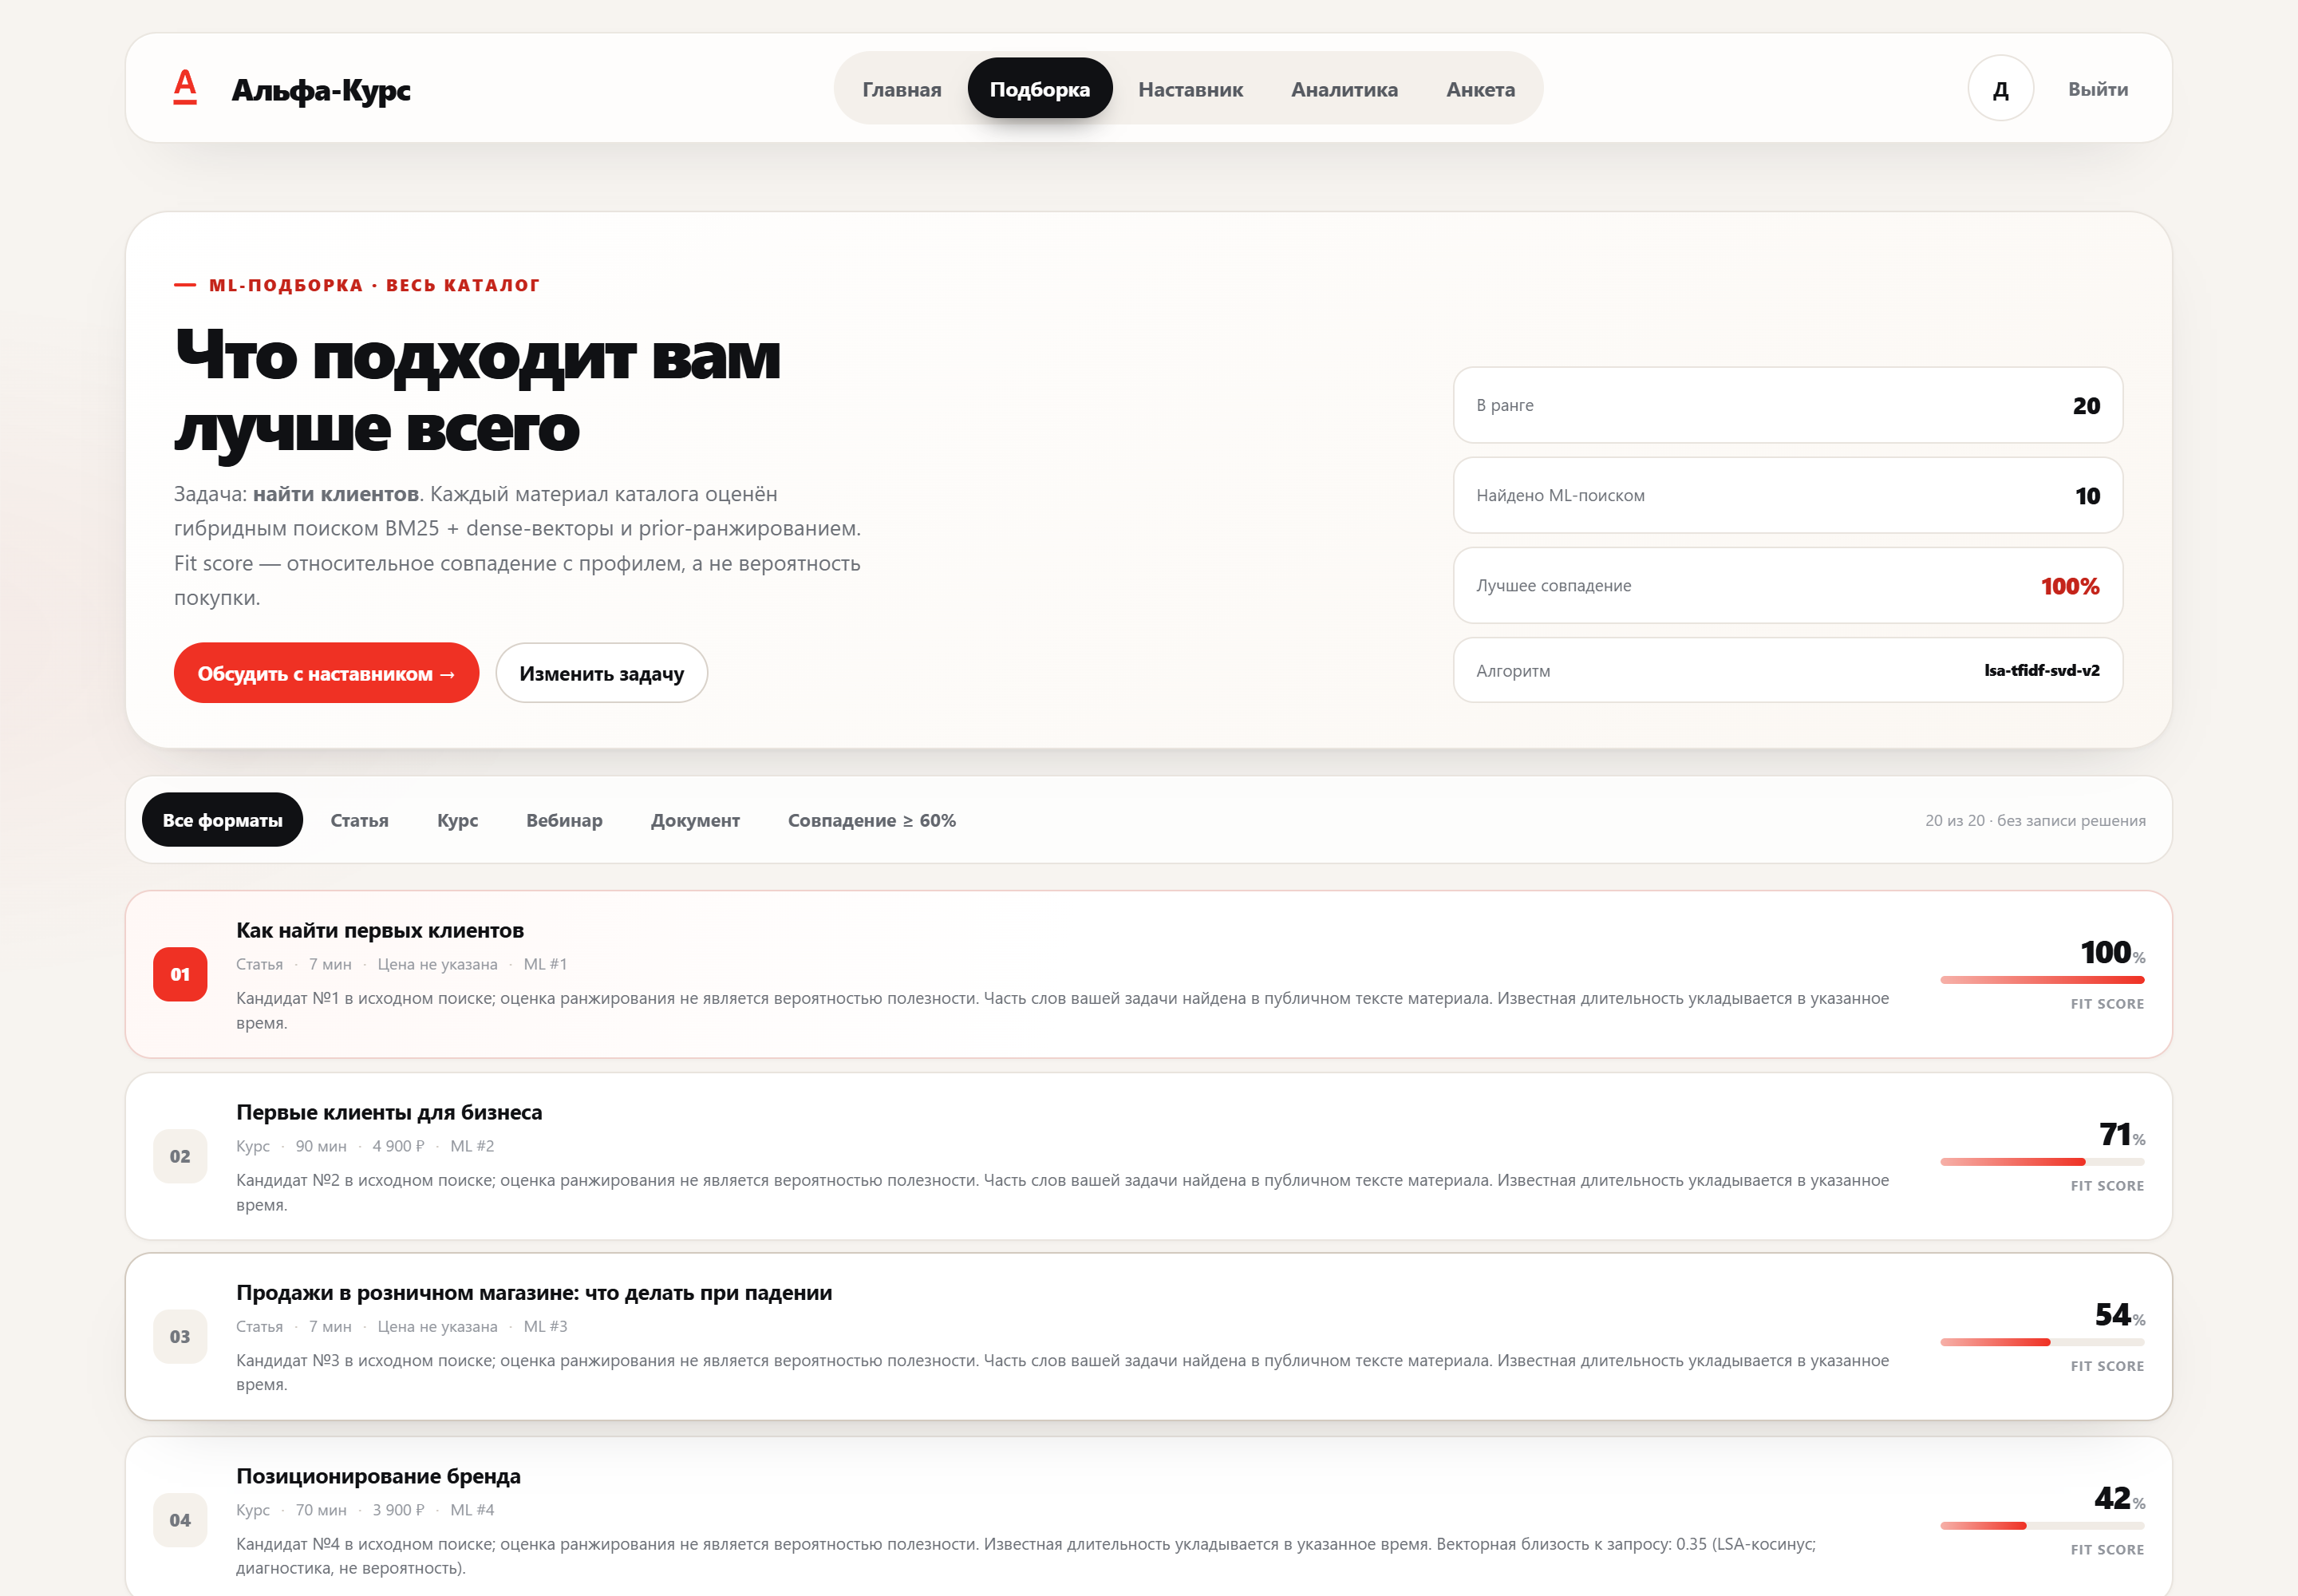 А Альфа-Курс
Главная Подборка Наставник Аналитика Анкета
Д Выйти
ML-ПОДБОРКА · ВЕСЬ КАТАЛОГ
Что подходит вам
лучше всего
Задача: найти клиентов. Каждый материал каталога оценён
гибридным поиском BM25 + dense-векторы и prior-ранжированием.
Fit score — относительное совпадение с профилем, а не вероятность
покупки.
Обсудить с наставником →
Изменить задачу
В ранге 20
Найдено ML-поиском 10
Лучшее совпадение 100%
Алгоритм lsa-tfidf-svd-v2
Все форматы Статья Курс Вебинар Документ Совпадение ≥ 60%
20 из 20 · без записи решения
01
Как найти первых клиентов
Статья · 7 мин · Цена не указана · ML #1
Кандидат №1 в исходном поиске; оценка ранжирования не является вероятностью полезности. Часть слов вашей задачи найдена в публичном тексте материала. Известная длительность укладывается в указанное
время.
100%
FIT SCORE
02
Первые клиенты для бизнеса
Курс · 90 мин · 4 900 ₽ · ML #2
Кандидат №2 в исходном поиске; оценка ранжирования не является вероятностью полезности. Часть слов вашей задачи найдена в публичном тексте материала. Известная длительность укладывается в указанное
время.
71%
FIT SCORE
03
Продажи в розничном магазине: что делать при падении
Статья · 7 мин · Цена не указана · ML #3
Кандидат №3 в исходном поиске; оценка ранжирования не является вероятностью полезности. Часть слов вашей задачи найдена в публичном тексте материала. Известная длительность укладывается в указанное
время.
54%
FIT SCORE
04
Позиционирование бренда
Курс · 70 мин · 3 900 ₽ · ML #4
Кандидат №4 в исходном поиске; оценка ранжирования не является вероятностью полезности. Известная длительность укладывается в указанное время. Векторная близость к запросу: 0.35 (LSA-косинус;
диагностика, не вероятность).
42%
FIT SCORE